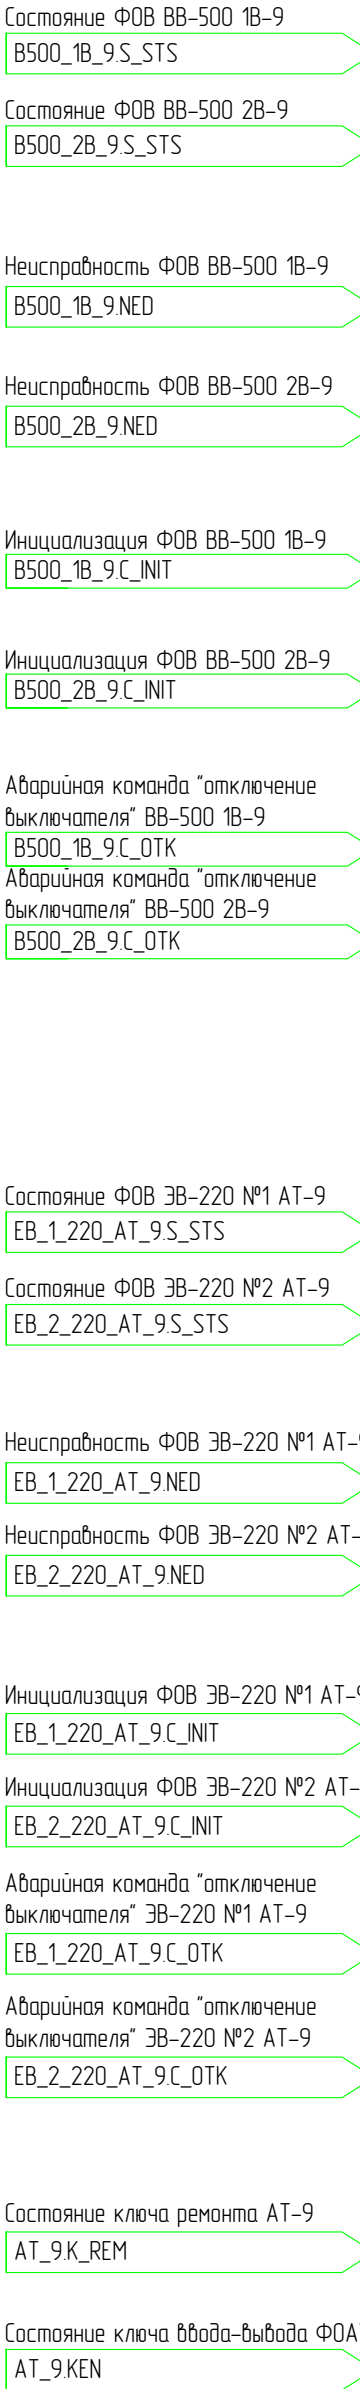 Состояние ФОВ ВВ-500 1В-9
B500_1B_9.S_STS
Состояние ФОВ ВВ-500 2В-9
B500_2B_9.S_STS
Неисправность ФОВ ВВ-500 1В-9
B500_1B_9.NED
Неисправность ФОВ ВВ-500 2В-9
B500_2B_9.NED
Инициализация ФОВ ВВ-500 1В-9
B500_1B_9.C_INIT
Инициализация ФОВ ВВ-500 2В-9
B500_2B_9.C_INIT
Аварийная команда "отключение
выключателя" ВВ-500 1В-9
B500_1B_9.C_OTK
Аварийная команда "отключение
выключателя" ВВ-500 2В-9
B500_2B_9.C_OTK
Состояние ФОВ ЭВ-220 №1 АТ-9
EB_1_220_AT_9.S_STS
Состояние ФОВ ЭВ-220 №2 АТ-9
EB_2_220_AT_9.S_STS
Неисправность ФОВ ЭВ-220 №1 АТ-9
EB_1_220_AT_9.NED
Неисправность ФОВ ЭВ-220 №2 АТ-
EB_2_220_AT_9.NED
Инициализация ФОВ ЭВ-220 №1 АТ-9
EB_1_220_AT_9.C_INIT
Инициализация ФОВ ЭВ-220 №2 АТ-
EB_2_220_AT_9.C_INIT
Аварийная команда "отключение
выключателя" ЭВ-220 №1 АТ-9
EB_1_220_AT_9.C_OTK
Аварийная команда "отключение
выключателя" ЭВ-220 №2 АТ-9
EB_2_220_AT_9.C_OTK
Состояние ключа ремонта АТ-9
AT_9.K_REM
Состояние ключа ввода-вывода ФОА
AT_9.KEN